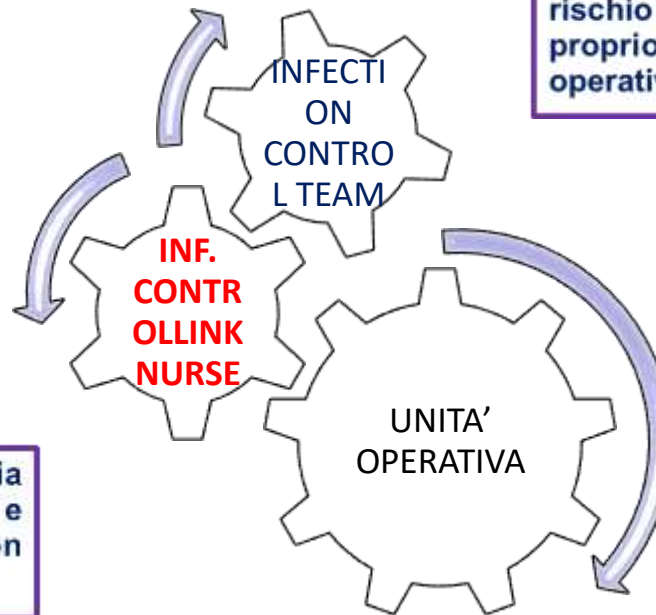 rischio
proprio
operativ
INFECTI
ON
CONTRO
L TEAM
INF.
CONTR
OLLINK
NURSE
UNITA’
OPERATIVA
ia
e
on